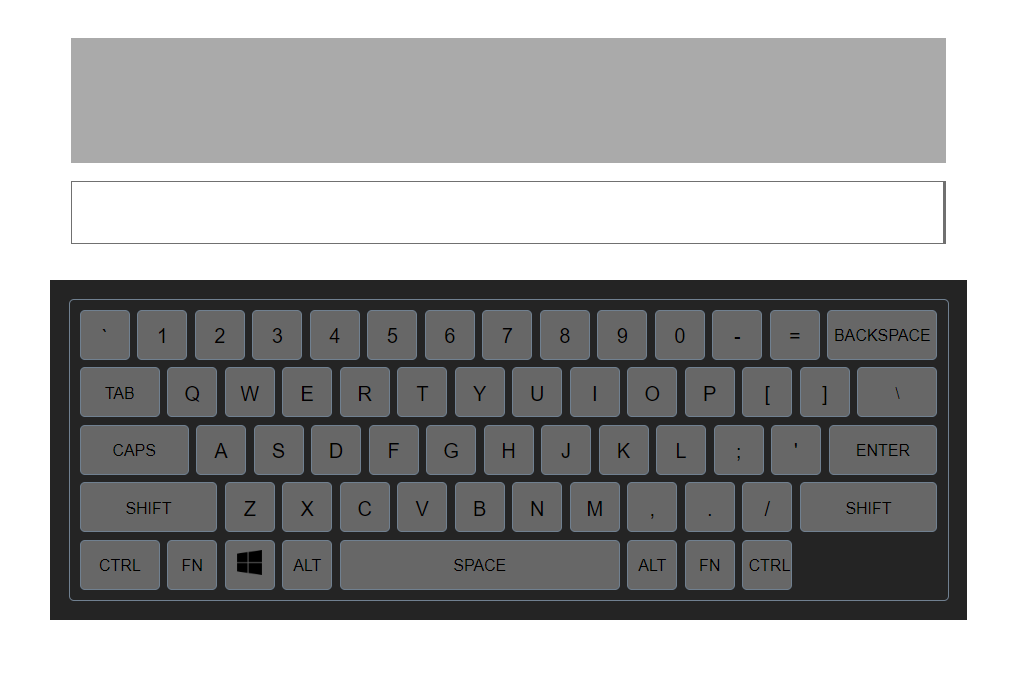 ` 1 2 3 4 5 6 7 8 9 0 - = BACKSPACE
TAB Q W E R T Y U I O P [ ] \
CAPS A S D F G H J K L ; ' ENTER
SHIFT Z X C V B N M , . / SHIFT
CTRL FN ALT SPACE ALT FN CTRL